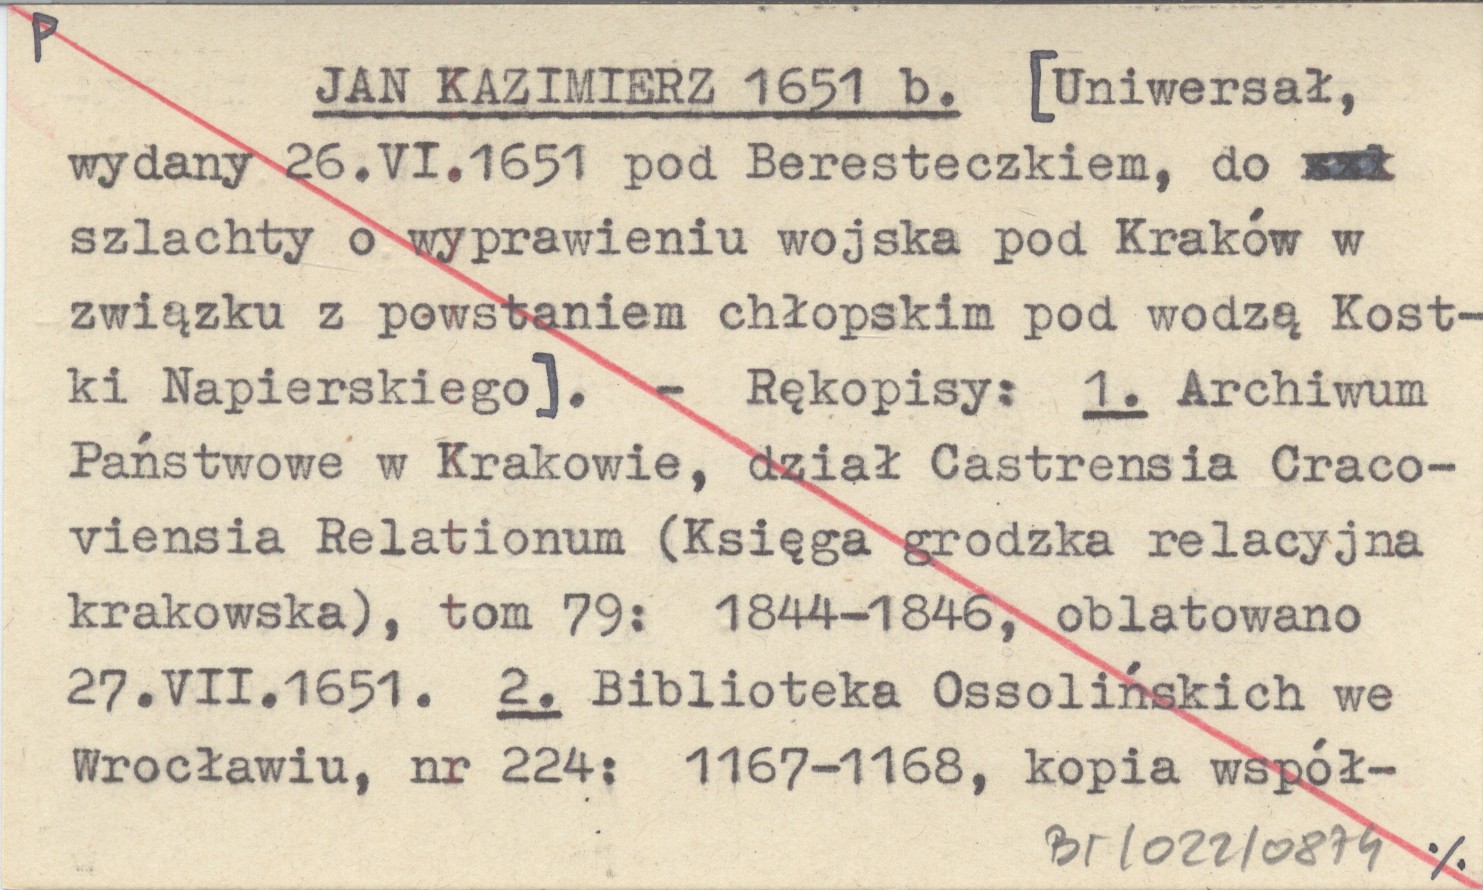 P
JAN KAZIMIERZ 1651 b. [Uniwersał,
wydany 26.VI.1651 pod Beresteczkiem, do
szlachty o wyprawieniu wojska pod Kraków w
związku z powstaniem chłopskim pod wodzą Kost-
ki Napierskiego]. - Rękopisy: 1. Archiwum
Państwowe w Krakowie, dział Castrensia Craco-
viensia Relationum (Księga grodzka relacyjna
krakowska), tom 79: 1844-1846, oblatowano
27.VII.1651. 2. Biblioteka Ossolińskich we
Wrocławiu, nr 224: 1167-1168, kopia współ-
BI/022/0874 ./.